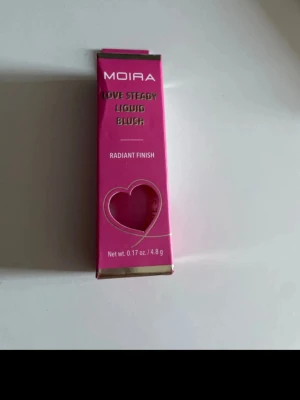 MOIRA
LOVE STEADY
LIQUID
BLUSH
RADIANT FINISH
Net wt. 0.17 oz. / 4.8 g